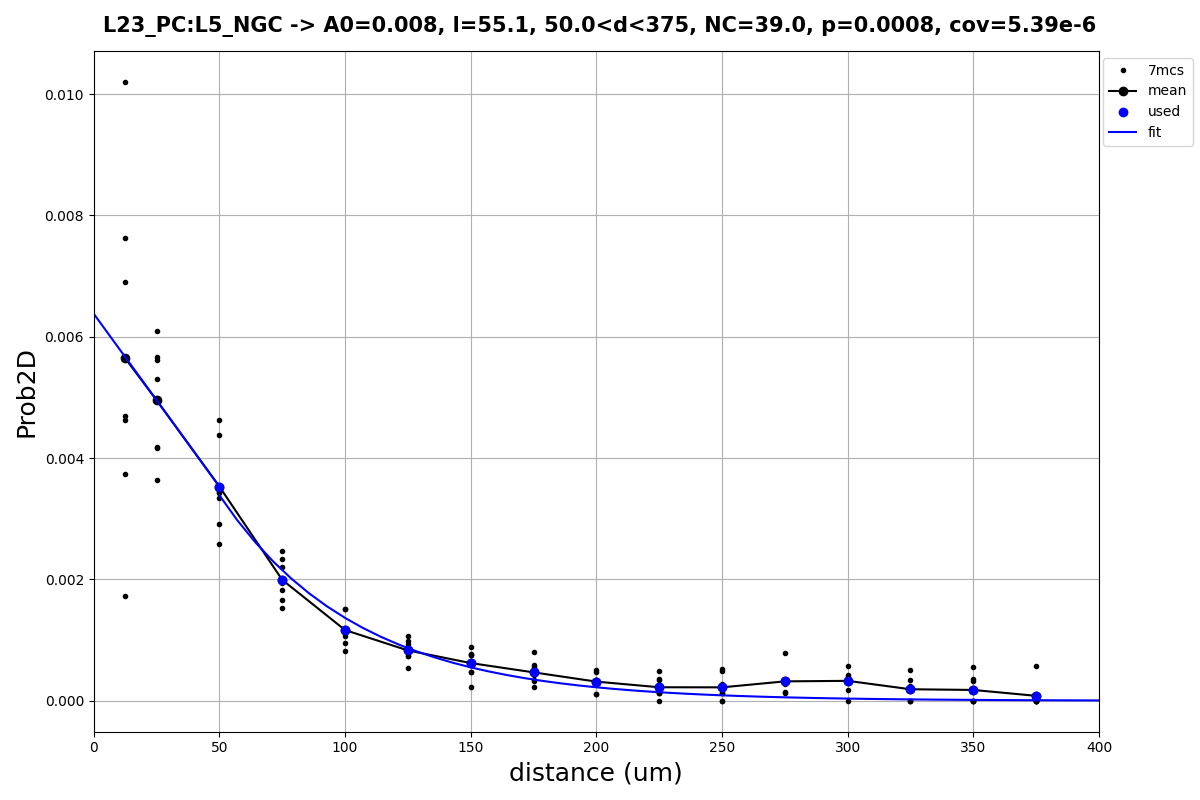 L23_PC:L5_NGC -> A0=0.008, l=55.1, 50.0<d<375, NC=39.0, p=0.0008, cov=5.39e-6
7mcs
mean
used
fit
0.010
0.008
0.006
0.004
0.002
0.000
Prob2D
0 50 100 150 200 250 300 350 400
distance (um)